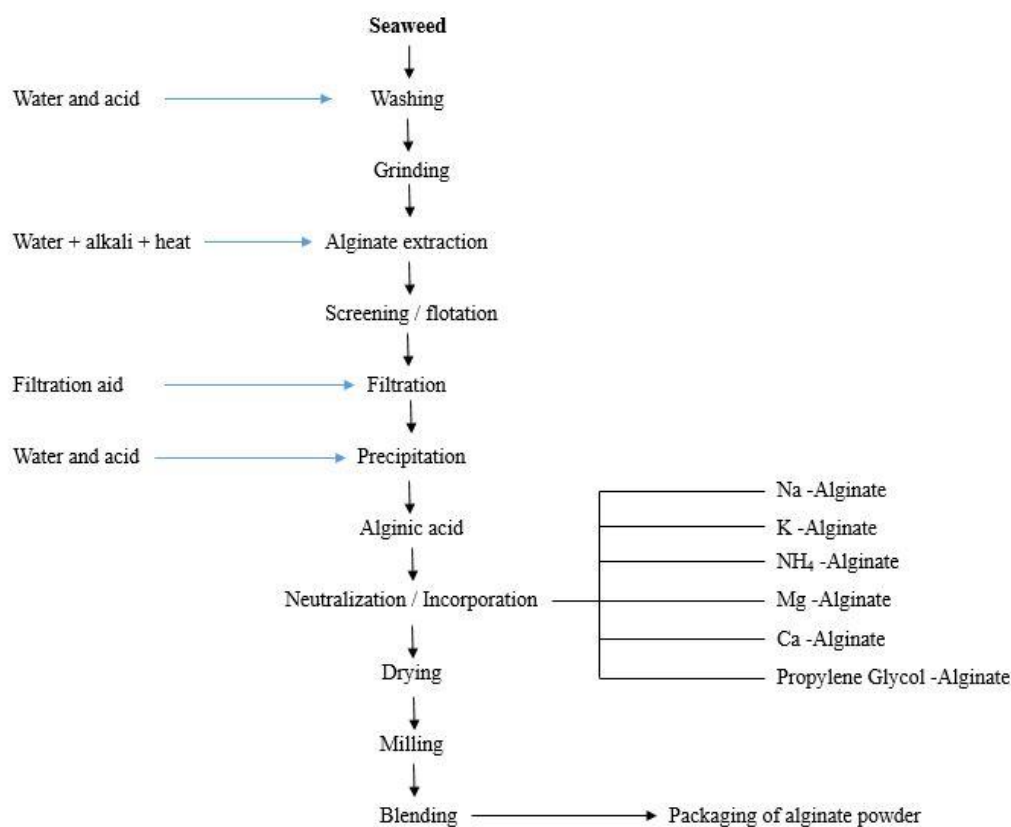 Seaweed
Water and acid
Washing
Grinding
Water + alkali + heat
Alginate extraction
Screening / flotation
Filtration aid
Filtration
Water and acid
Precipitation
Na -Alginate
Alginic acid
K -Alginate
NH₄ -Alginate
Neutralization / Incorporation
Mg -Alginate
Ca -Alginate
Drying
Propylene Glycol -Alginate
Milling
Blending
Packaging of alginate powder